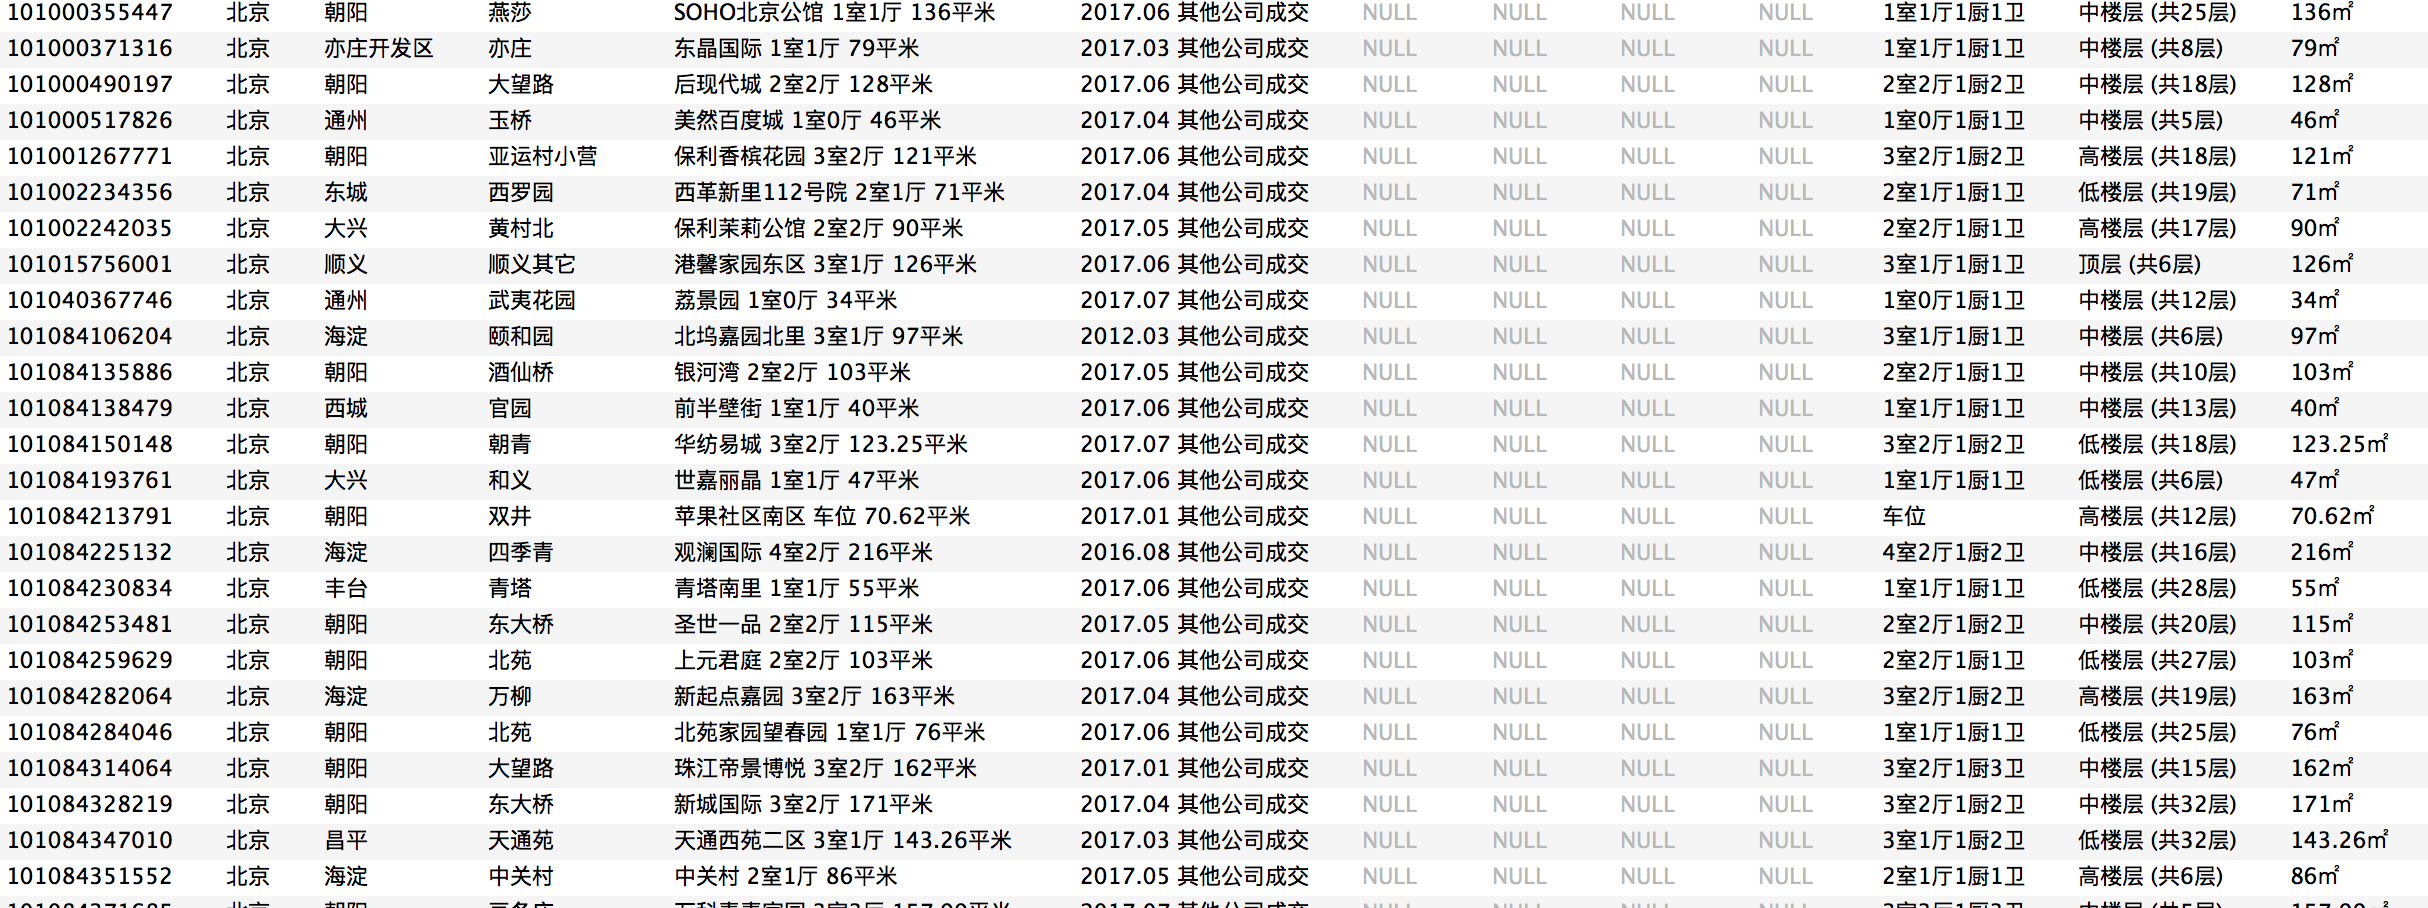 101000355447 北京 朝阳 燕莎 SOHO北京公馆 1室1厅 136平米 2017.06 其他公司成交 NULL NULL NULL NULL 1室1厅1厨1卫 中楼层 (共25层) 136㎡
101000371316 北京 亦庄开发区 亦庄 东晶国际 1室1厅 79平米 2017.03 其他公司成交 NULL NULL NULL NULL 1室1厅1厨1卫 中楼层 (共8层) 79㎡
101000490197 北京 朝阳 大望路 后现代城 2室2厅 128平米 2017.06 其他公司成交 NULL NULL NULL NULL 2室2厅1厨2卫 中楼层 (共18层) 128㎡
101000517826 北京 通州 玉桥 美然百度城 1室0厅 46平米 2017.04 其他公司成交 NULL NULL NULL NULL 1室0厅1厨1卫 中楼层 (共5层) 46㎡
101001267771 北京 朝阳 亚运村小营 保利香槟花园 3室2厅 121平米 2017.06 其他公司成交 NULL NULL NULL NULL 3室2厅1厨2卫 高楼层 (共18层) 121㎡
101002234356 北京 东城 西罗园 西革新里112号院 2室1厅 71平米 2017.04 其他公司成交 NULL NULL NULL NULL 2室1厅1厨1卫 低楼层 (共19层) 71㎡
101002242035 北京 大兴 黄村北 保利茉莉公馆 2室2厅 90平米 2017.05 其他公司成交 NULL NULL NULL NULL 2室2厅1厨1卫 高楼层 (共17层) 90㎡
101015756001 北京 顺义 顺义其它 港馨家园东区 3室1厅 126平米 2017.06 其他公司成交 NULL NULL NULL NULL 3室1厅1厨1卫 顶层 (共6层) 126㎡
101040367746 北京 通州 武夷花园 荔景园 1室0厅 34平米 2017.07 其他公司成交 NULL NULL NULL NULL 1室0厅1厨1卫 中楼层 (共12层) 34㎡
101084106204 北京 海淀 颐和园 北坞嘉园北里 3室1厅 97平米 2012.03 其他公司成交 NULL NULL NULL NULL 3室1厅1厨1卫 中楼层 (共6层) 97㎡
101084135886 北京 朝阳 酒仙桥 银河湾 2室2厅 103平米 2017.05 其他公司成交 NULL NULL NULL NULL 2室2厅1厨1卫 中楼层 (共10层) 103㎡
101084138479 北京 西城 官园 前半壁街 1室1厅 40平米 2017.06 其他公司成交 NULL NULL NULL NULL 1室1厅1厨1卫 中楼层 (共13层) 40㎡
101084150148 北京 朝阳 朝青 华纺易城 3室2厅 123.25平米 2017.07 其他公司成交 NULL NULL NULL NULL 3室2厅1厨2卫 低楼层 (共18层) 123.25㎡
101084193761 北京 大兴 和义 世嘉丽晶 1室1厅 47平米 2017.06 其他公司成交 NULL NULL NULL NULL 1室1厅1厨1卫 低楼层 (共6层) 47㎡
101084213791 北京 朝阳 双井 苹果社区南区 车位 70.62平米 2017.01 其他公司成交 NULL NULL NULL NULL 车位 高楼层 (共12层) 70.62㎡
101084225132 北京 海淀 四季青 观澜国际 4室2厅 216平米 2016.08 其他公司成交 NULL NULL NULL NULL 4室2厅1厨2卫 中楼层 (共16层) 216㎡
101084230834 北京 丰台 青塔 青塔南里 1室1厅 55平米 2017.06 其他公司成交 NULL NULL NULL NULL 1室1厅1厨1卫 低楼层 (共28层) 55㎡
101084253481 北京 朝阳 东大桥 圣世一品 2室2厅 115平米 2017.05 其他公司成交 NULL NULL NULL NULL 2室2厅1厨2卫 中楼层 (共20层) 115㎡
101084259629 北京 朝阳 北苑 上元君庭 2室2厅 103平米 2017.06 其他公司成交 NULL NULL NULL NULL 2室2厅1厨1卫 低楼层 (共27层) 103㎡
101084282064 北京 海淀 万柳 新起点嘉园 3室2厅 163平米 2017.04 其他公司成交 NULL NULL NULL NULL 3室2厅1厨2卫 高楼层 (共19层) 163㎡
101084284046 北京 朝阳 北苑 北苑家园望春园 1室1厅 76平米 2017.06 其他公司成交 NULL NULL NULL NULL 1室1厅1厨1卫 低楼层 (共25层) 76㎡
101084314064 北京 朝阳 大望路 珠江帝景博悦 3室2厅 162平米 2017.01 其他公司成交 NULL NULL NULL NULL 3室2厅1厨3卫 中楼层 (共15层) 162㎡
101084328219 北京 朝阳 东大桥 新城国际 3室2厅 171平米 2017.04 其他公司成交 NULL NULL NULL NULL 3室2厅1厨2卫 中楼层 (共32层) 171㎡
101084347010 北京 昌平 天通苑 天通西苑二区 3室1厅 143.26平米 2017.03 其他公司成交 NULL NULL NULL NULL 3室1厅1厨2卫 低楼层 (共32层) 143.26㎡
101084351552 北京 海淀 中关村 中关村 2室1厅 86平米 2017.05 其他公司成交 NULL NULL NULL NULL 2室1厅1厨1卫 高楼层 (共6层) 86㎡